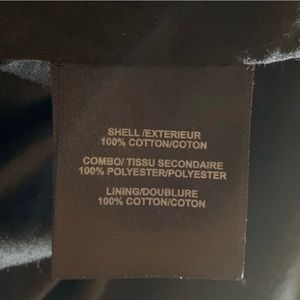 SHELL /EXTERIEUR
100% COTTON/COTON
COMBO/ TISSU SECONDAIRE
100% POLYESTER/POLYESTER
LINING/DOUBLURE
100% COTTON/COTON